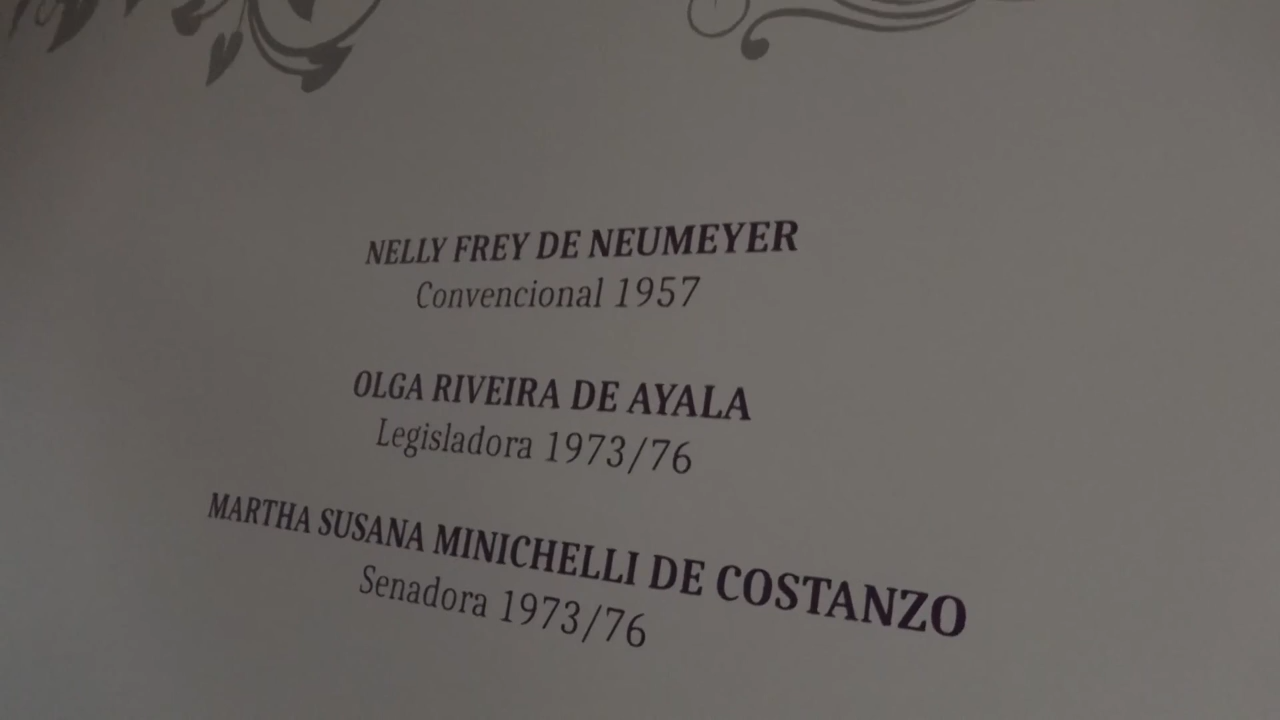 NELLY FREY DE NEUMEYER
Convencional 1957
OLGA RIVEIRA DE AYALA
Legisladora 1973/76
MARTHA SUSANA MINICHELLI DE COSTANZO
Senadora 1973/76